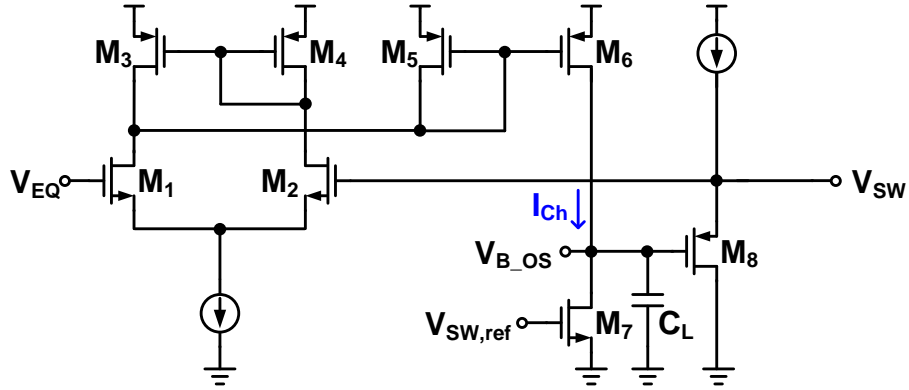 M3
M4
M5
M6
VEQ
M1
M2
VSW
ICh
VB_OS
M8
VSW,ref
M7
CL